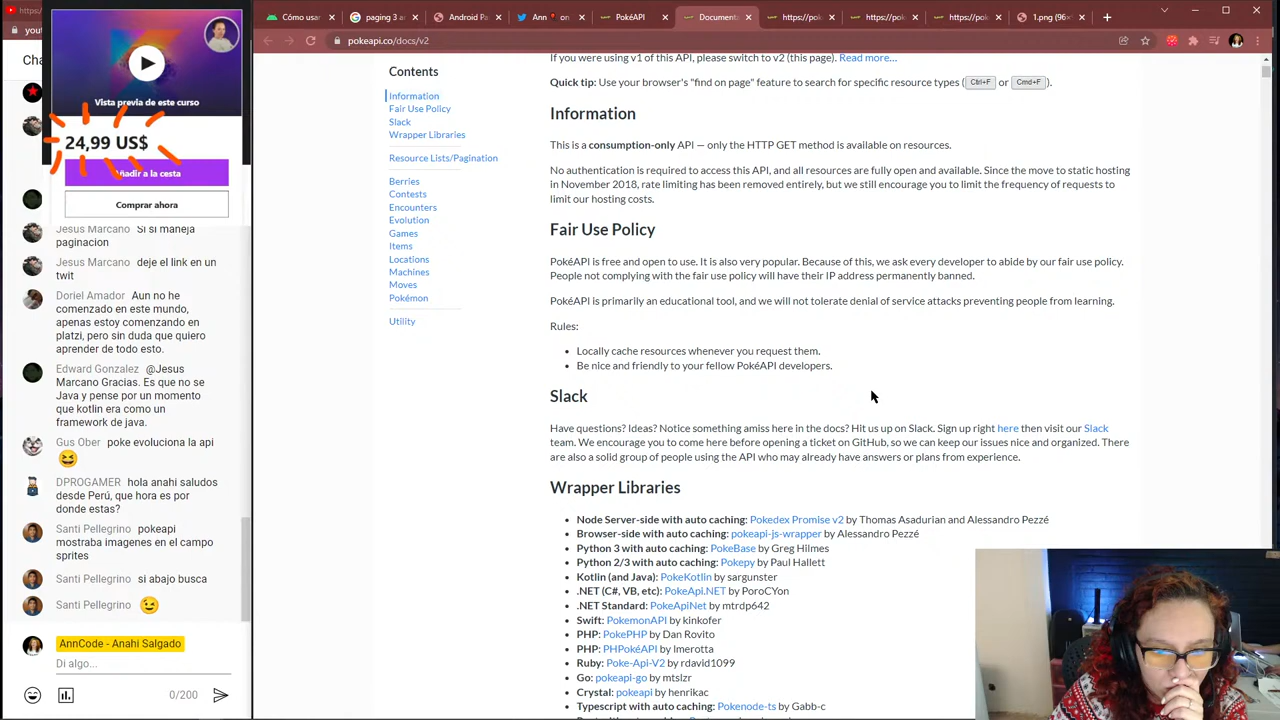 Cómo usar
paging 3 a
Android Pa
Ann
on
PokéAPI
Documenta
https://pok
https://pok
https://pok
1.png (96×
https:
you
pokeapi.co/docs/v2
Cha
Vista previa de este curso
24,99 US$
Añadir a la cesta
Comprar ahora
Jesus Marcano Si si maneja
paginacion
Jesus Marcano deje el link en un
twit
Doriel Amador Aun no he
comenzado en este mundo,
apenas estoy comenzando en
platzi, pero sin duda que quiero
aprender de todo esto.
Edward Gonzalez @Jesus
Marcano Gracias. Es que no se
Java y pense por un momento
que kotlin era como un
framework de java.
Gus Ober poke evoluciona la api
DPROGAMER hola anahi saludos
desde Perú, que hora es por
donde estas?
Santi Pellegrino pokeapi
mostraba imagenes en el campo
sprites
Santi Pellegrino si abajo busca
Santi Pellegrino
AnnCode - Anahi Salgado
Di algo...
0/200
Contents
Information
Fair Use Policy
Slack
Wrapper Libraries
Resource Lists/Pagination
Berries
Contests
Encounters
Evolution
Games
Items
Locations
Machines
Moves
Pokémon
Utility
If you were using v1 of this API, please switch to v2 (this page). Read more…
Quick tip: Use your browser's "find on page" feature to search for specific resource types (Ctrl+F or Cmd+F).
Information
This is a consumption-only API — only the HTTP GET method is available on resources.
No authentication is required to access this API, and all resources are fully open and available. Since the move to static hosting
in November 2018, rate limiting has been removed entirely, but we still encourage you to limit the frequency of requests to
limit our hosting costs.
Fair Use Policy
PokéAPI is free and open to use. It is also very popular. Because of this, we ask every developer to abide by our fair use policy.
People not complying with the fair use policy will have their IP address permanently banned.
PokéAPI is primarily an educational tool, and we will not tolerate denial of service attacks preventing people from learning.
Rules:
Locally cache resources whenever you request them.
Be nice and friendly to your fellow PokéAPI developers.
Slack
Have questions? Ideas? Notice something amiss here in the docs? Hit us up on Slack. Sign up right here then visit our Slack
team. We encourage you to come here before opening a ticket on GitHub, so we can keep our issues nice and organized. There
are also a solid group of people using the API who may already have answers or plans from experience.
Wrapper Libraries
Node Server-side with auto caching: Pokedex Promise v2 by Thomas Asadurian and Alessandro Pezzé
Browser-side with auto caching: pokeapi-js-wrapper by Alessandro Pezzé
Python 3 with auto caching: PokeBase by Greg Hilmes
Python 2/3 with auto caching: Pokepy by Paul Hallett
Kotlin (and Java): PokeKotlin by sargunster
.NET (C#, VB, etc): PokeApi.NET by PoroCYon
.NET Standard: PokeApiNet by mtrdp642
Swift: PokemonAPI by kinkofer
PHP: PokePHP by Dan Rovito
PHP: PHPokéAPI by lmerotta
Ruby: Poke-Api-V2 by rdavid1099
Go: pokeapi-go by mtslzr
Crystal: pokeapi by henrikac
Typescript with auto caching: Pokenode-ts by Gabb-c